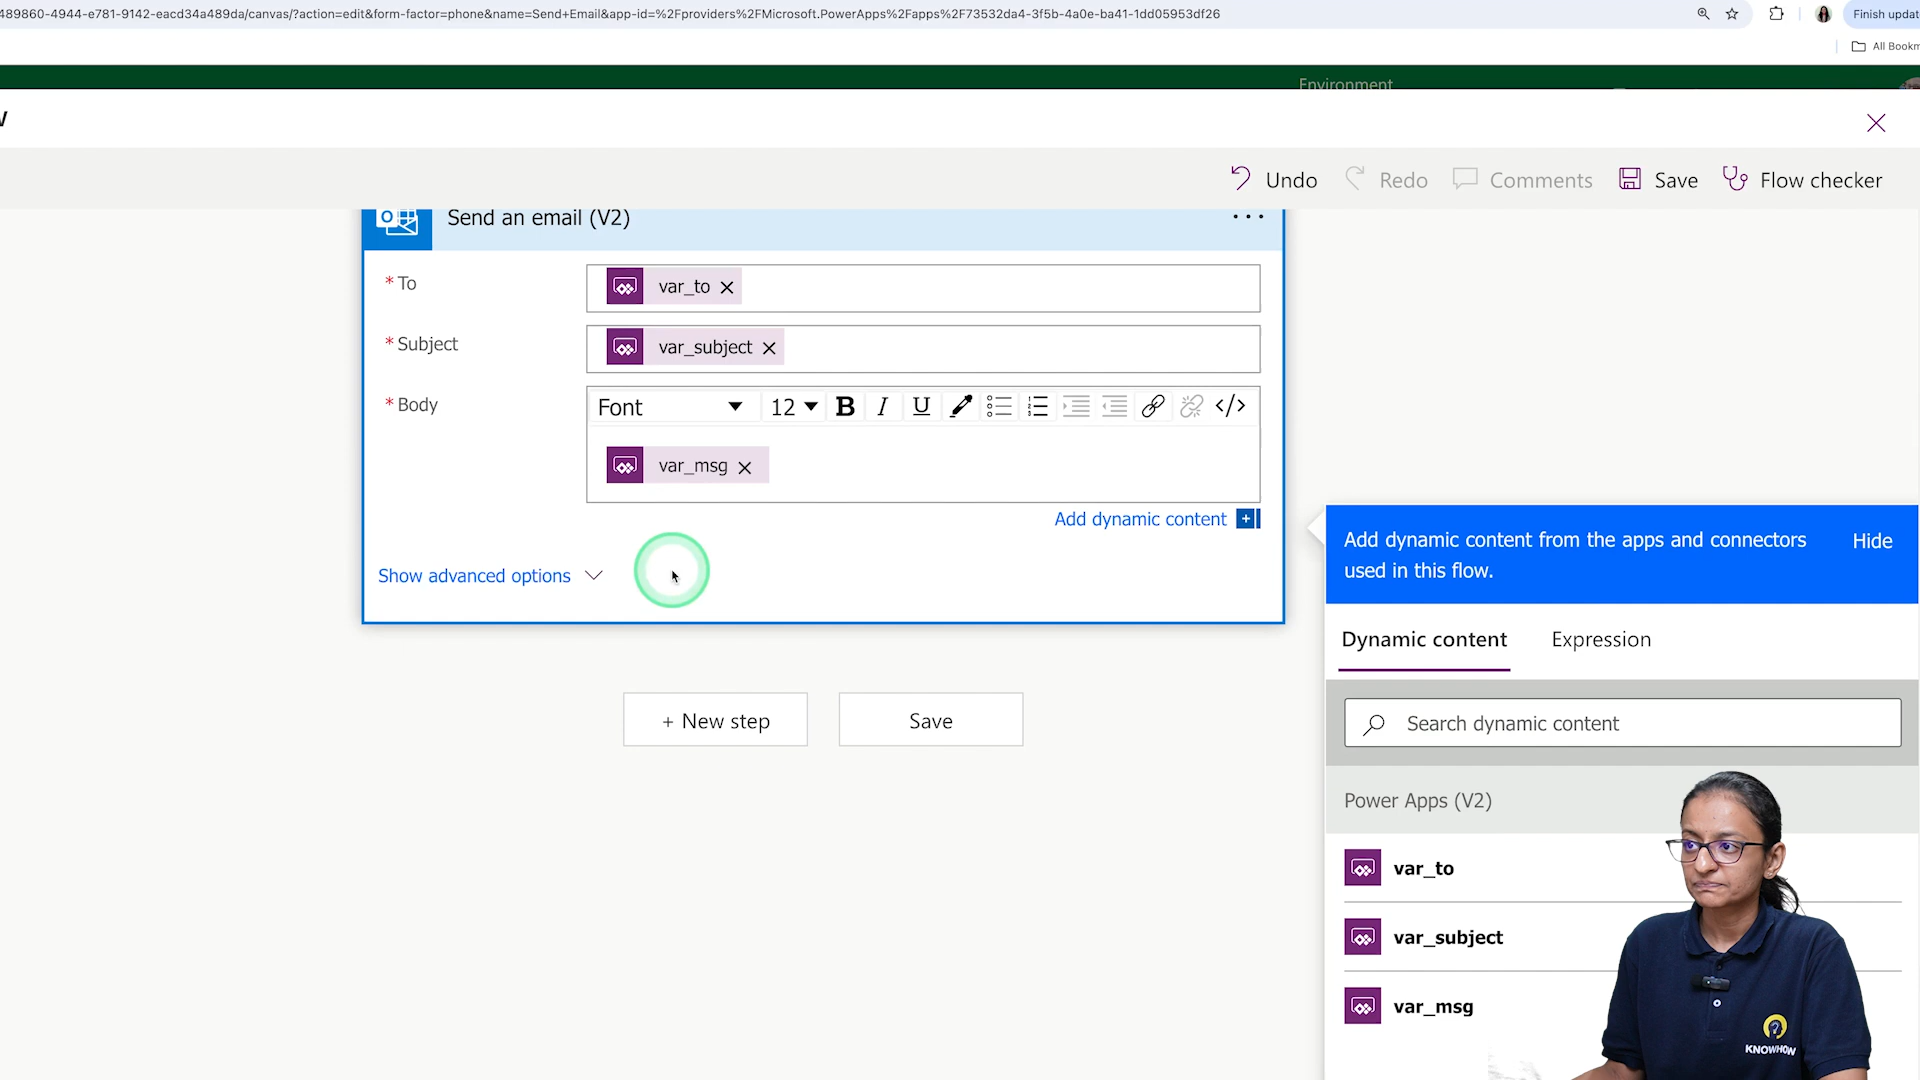 489860-4944-e781-9142-eacd34a489da/canvas/?action=edit&form-factor=phone&name=Send+Email&app-id=%2Fproviders%2FMicrosoft.PowerApps%2Fapps%2F73532da4-3f5b-4a0e-ba41-1dd05953df26
Finish updat
All Bookm
Environment
Undo
Redo
Comments
Save
Flow checker
Send an email (V2)
* To
var_to
* Subject
var_subject
* Body
Font
12
B
I
U
</>
var_msg
Add dynamic content
Show advanced options
+ New step
Save
Add dynamic content from the apps and connectors
used in this flow.
Hide
Dynamic content
Expression
Search dynamic content
Power Apps (V2)
var_to
var_subject
var_msg
KNOWHOW